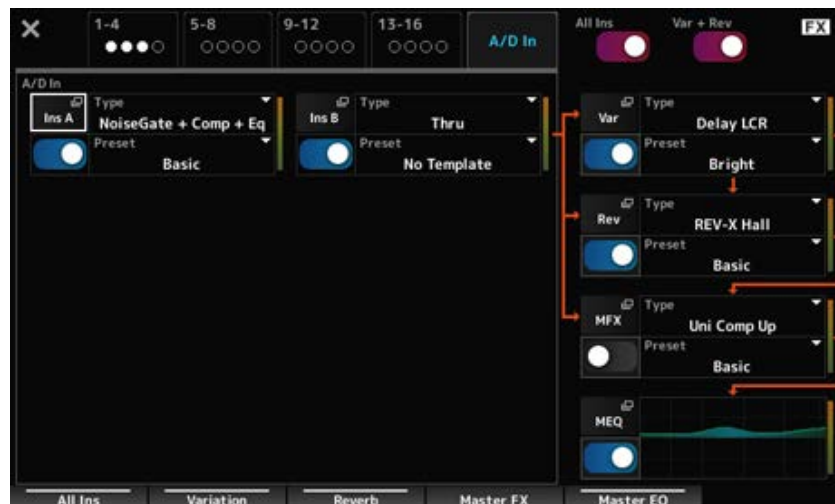 1-4
5-8
9-12
13-16
A/D In
All Ins
Var + Rev
FX
A/D In
Ins A
Type
NoiseGate + Comp + Eq
Preset
Basic
Ins B
Type
Thru
Preset
No Template
Var
Type
Delay LCR
Preset
Bright
Rev
Type
REV-X Hall
Preset
Basic
MFX
Type
Uni Comp Up
Preset
Basic
MEQ
All Ins
Variation
Reverb
Master FX
Master EQ